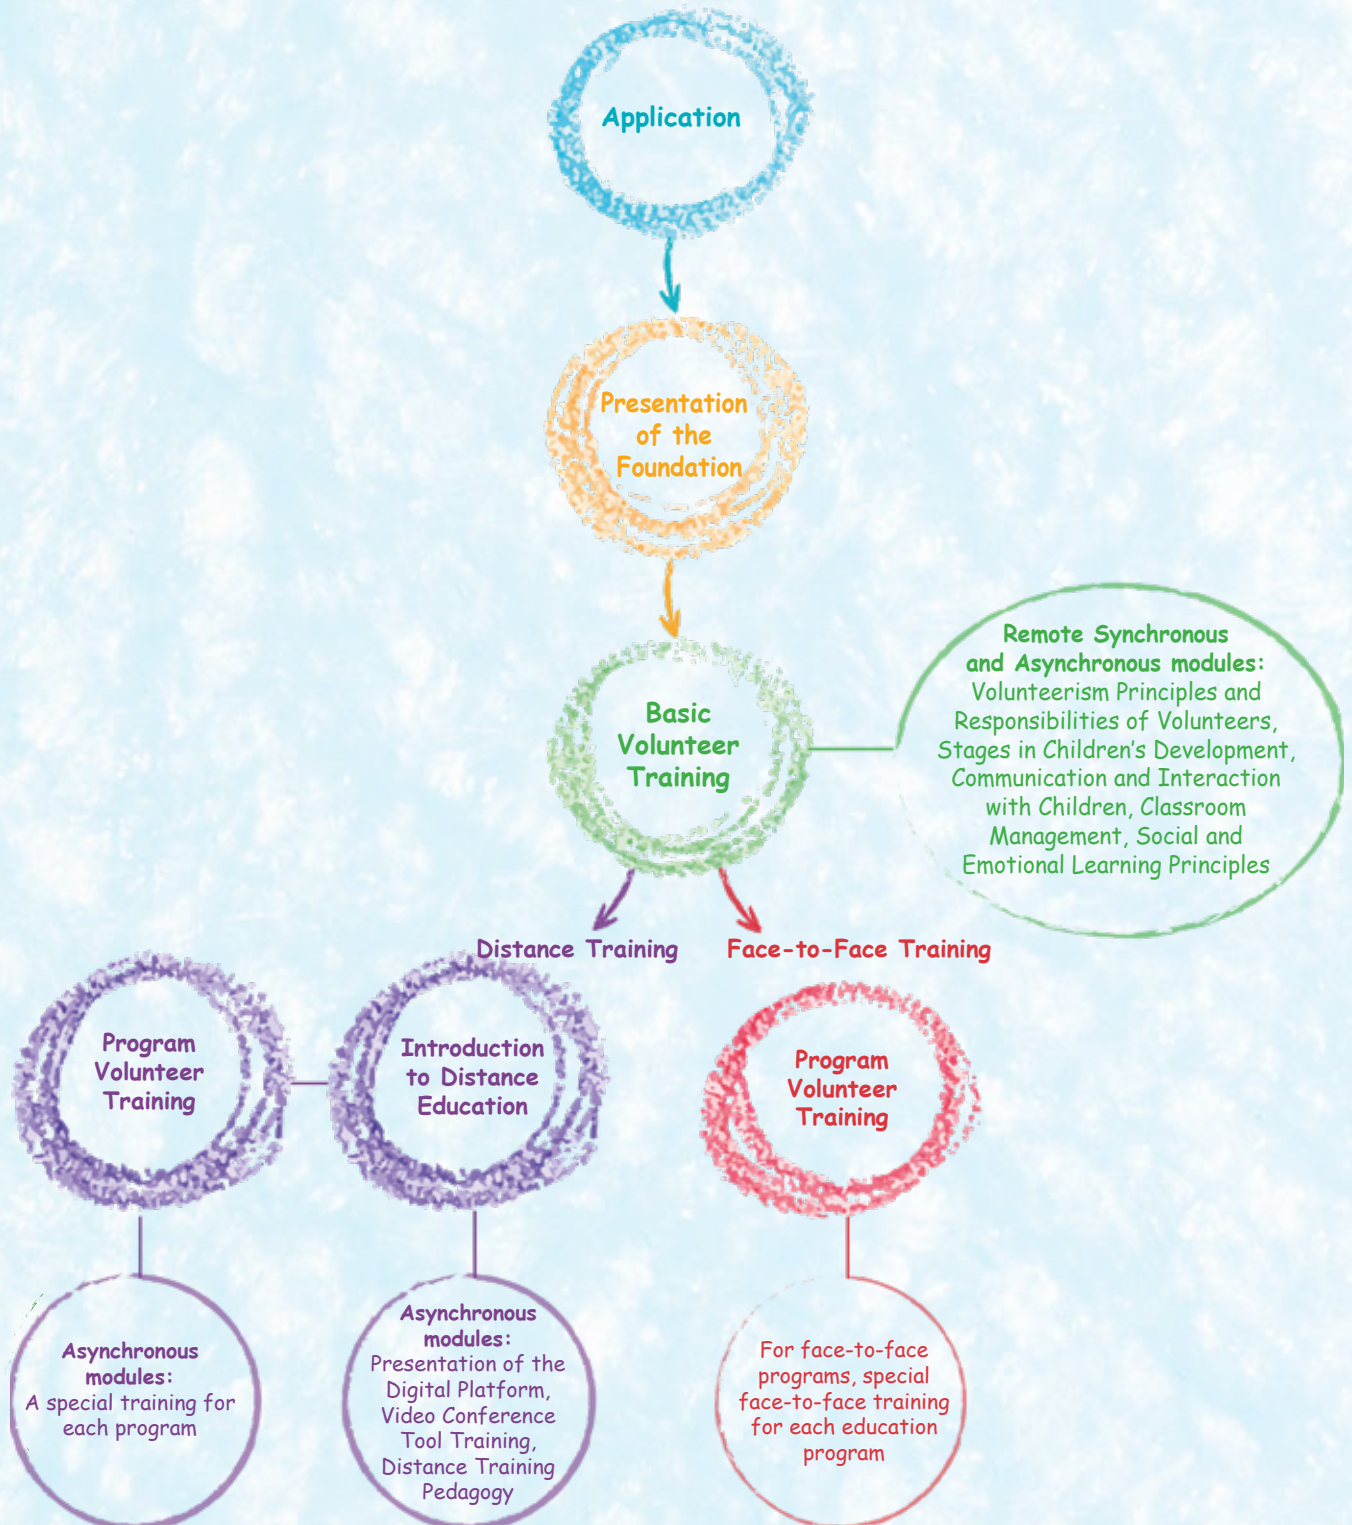 Application
Presentation
of the
Foundation
Basic
Volunteer
Training
Remote Synchronous
and Asynchronous modules:
Volunteerism Principles and
Responsibilities of Volunteers,
Stages in Children's Development,
Communication and Interaction
with Children, Classroom
Management, Social and
Emotional Learning Principles
Distance Training
Face-to-Face Training
Program
Volunteer
Training
Introduction
to Distance
Education
Program
Volunteer
Training
Asynchronous
modules:
A special training for
each program
Asynchronous
modules:
Presentation of the
Digital Platform,
Video Conference
Tool Training,
Distance Training
Pedagogy
For face-to-face
programs, special
face-to-face training
for each education
program